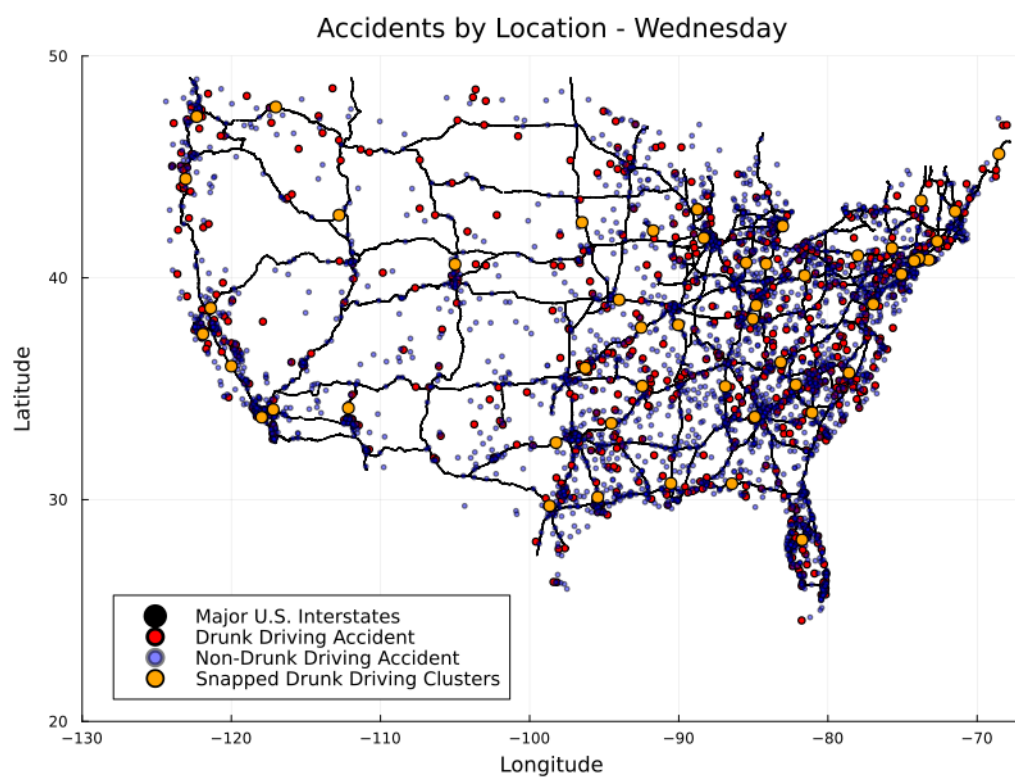 Accidents by Location - Wednesday
50
40
30
20
Latitude
−130
−120
−110
−100
−90
−80
−70
Longitude
Major U.S. Interstates
Drunk Driving Accident
Non-Drunk Driving Accident
Snapped Drunk Driving Clusters